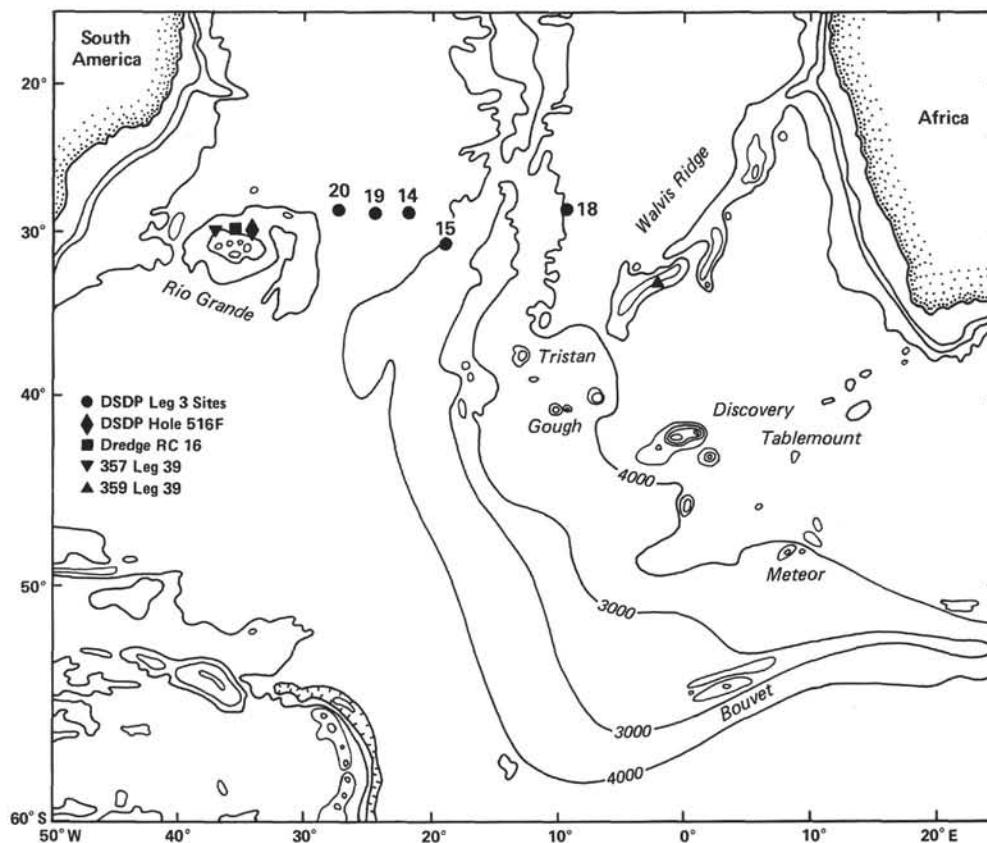 South
America
Africa
20°
20
19
14
18
Walvis Ridge
30°
15
Rio Grande
Tristan
40°
DSDP Leg 3 Sites
Discovery
DSDP Hole 516F
Gough
Tablemount
Dredge RC 16
357 Leg 39
4000
359 Leg 39
Meteor
50°
3000
Bouvet
3000
4000
60° S
50° W
40°
30°
20°
10°
0°
10°
20° E